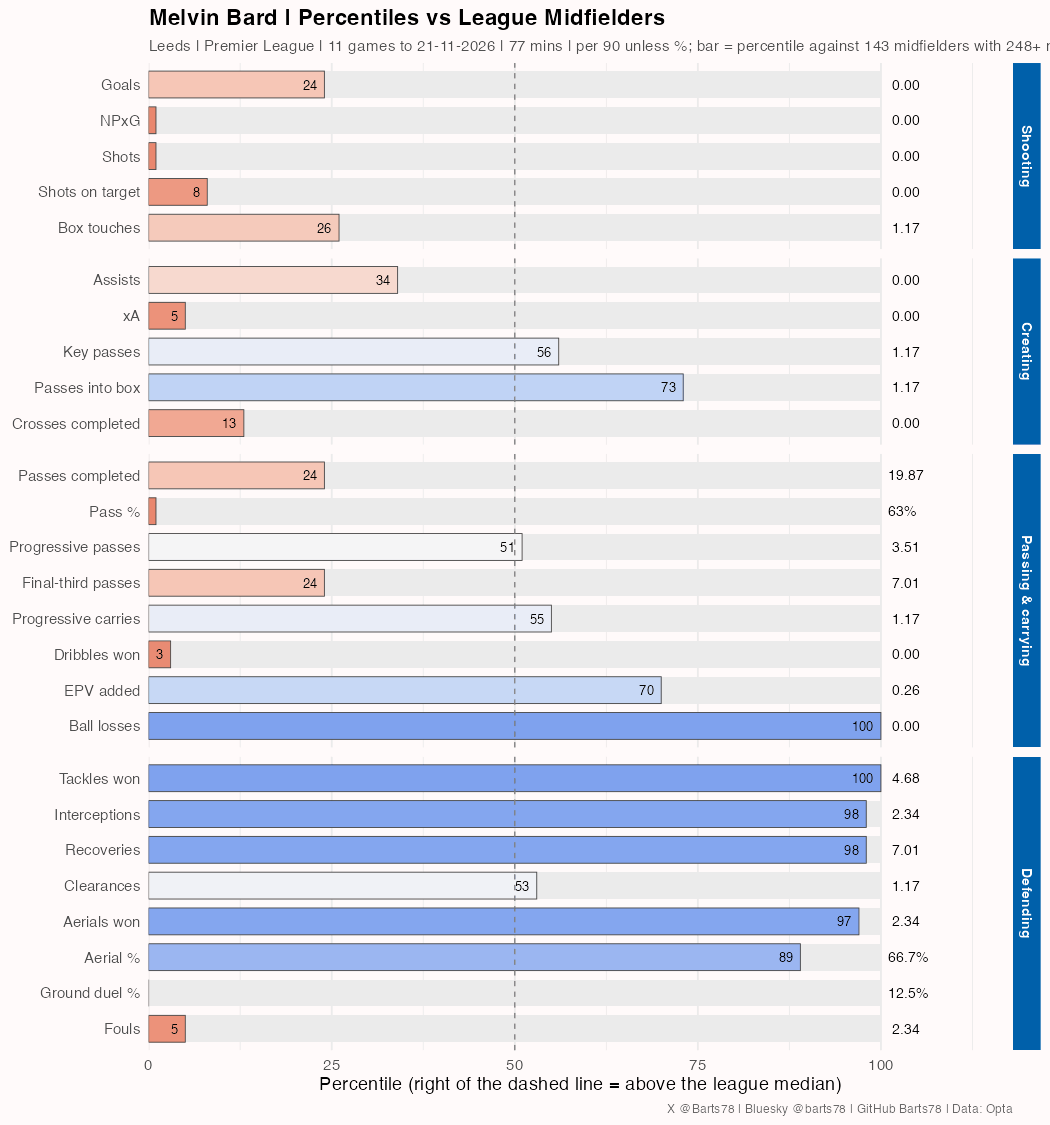 Melvin Bard | Percentiles vs League Midfielders
Leeds | Premier League | 11 games to 21-11-2026 | 77 mins | per 90 unless %; bar = percentile against 143 midfielders with 248+
Goals 24 0.00
NPxG 0.00
Shots 0.00
Shots on target 8 0.00
Box touches 26 1.17
Shooting
Assists 34 0.00
xA 5 0.00
Key passes 56 1.17
Passes into box 73 1.17
Crosses completed 13 0.00
Creating
Passes completed 24 19.87
Pass % 63%
Progressive passes 51 3.51
Final-third passes 24 7.01
Progressive carries 55 1.17
Dribbles won 3 0.00
EPV added 70 0.26
Ball losses 100 0.00
Passing & carrying
Tackles won 100 4.68
Interceptions 98 2.34
Recoveries 98 7.01
Clearances 53 1.17
Aerials won 97 2.34
Aerial % 89 66.7%
Ground duel % 12.5%
Fouls 5 2.34
Defending
0 25 50 75 100
Percentile (right of the dashed line = above the league median)
X @Barts78 | Bluesky @barts78 | GitHub Barts78 | Data: Opta